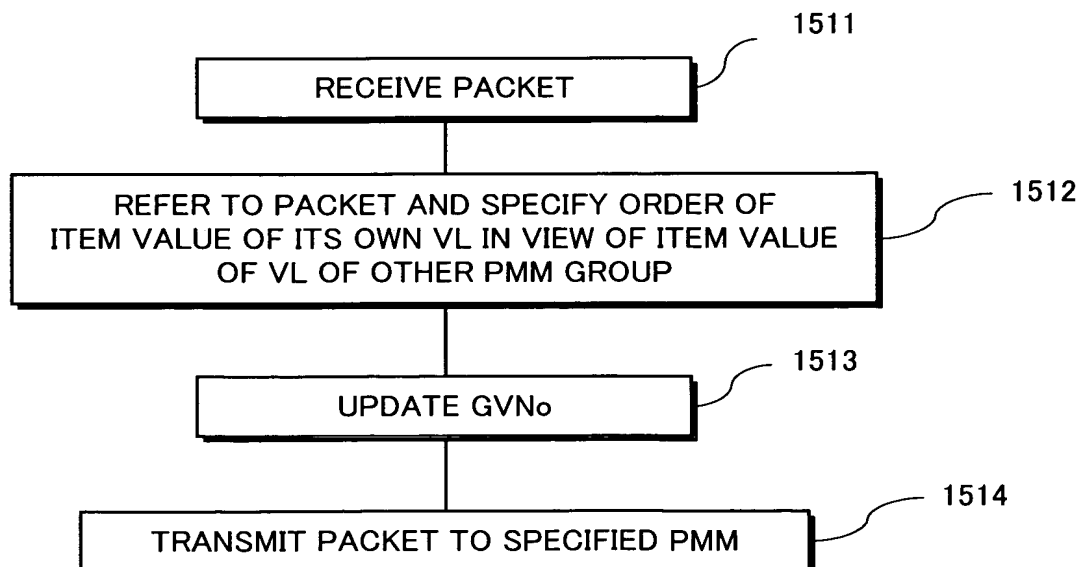 1511
RECEIVE PACKET
1512
REFER TO PACKET AND SPECIFY ORDER OF
ITEM VALUE OF ITS OWN VL IN VIEW OF ITEM VALUE
OF VL OF OTHER PMM GROUP
1513
UPDATE GVNo
1514
TRANSMIT PACKET TO SPECIFIED PMM